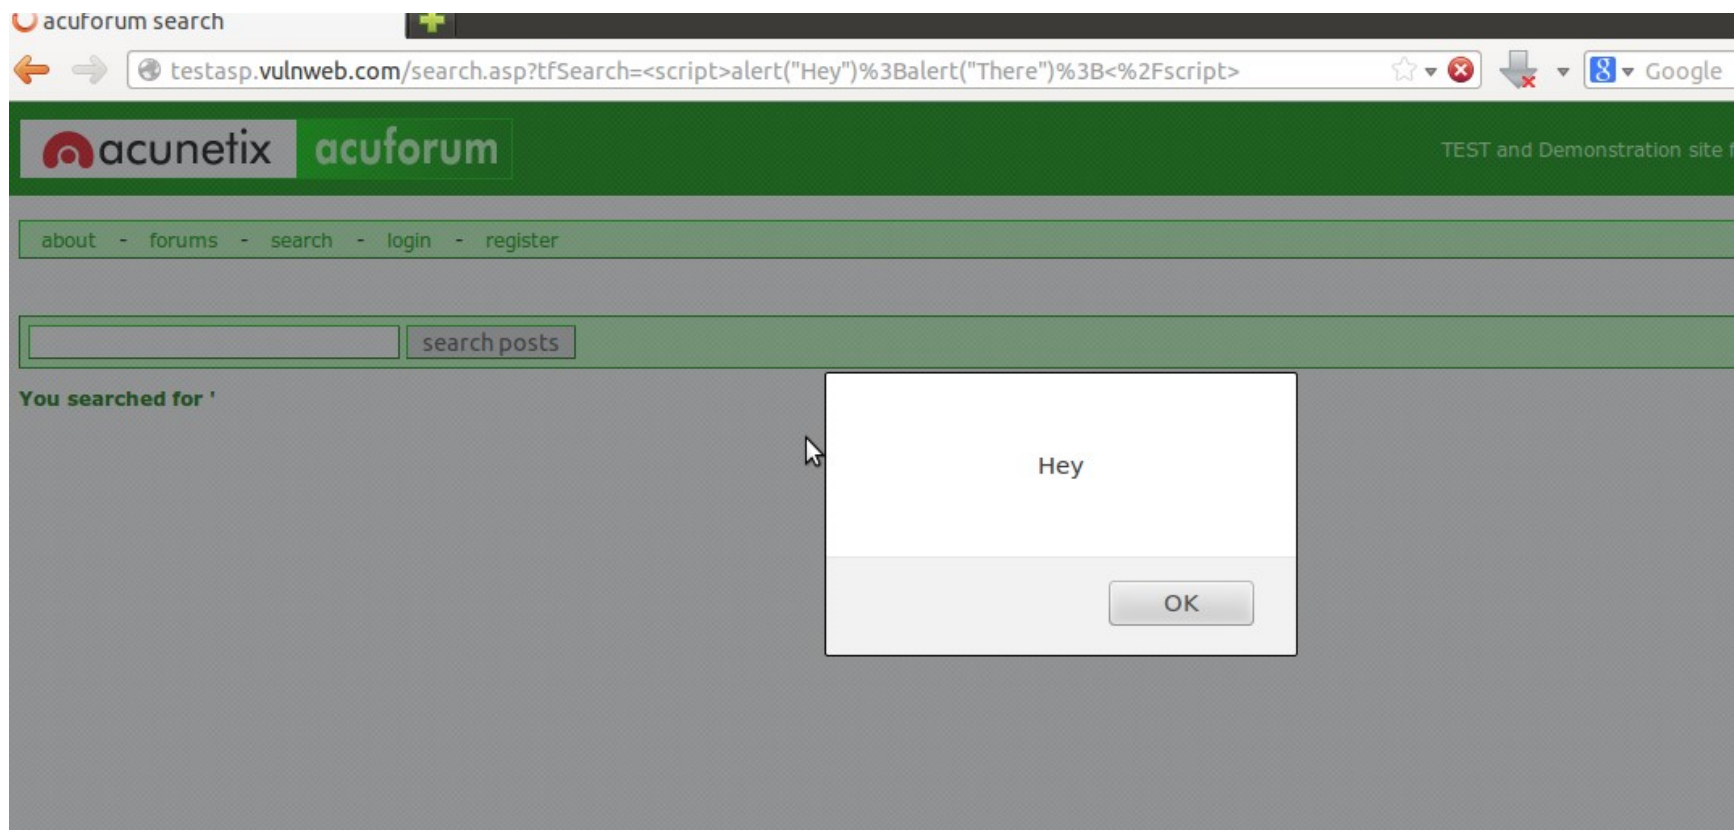 acuforum search
testasp.vulnweb.com/search.asp?tfSearch=<script>alert("Hey")%3Balert("There")%3B<%2Fscript>
8 Google
acunetix acuforum
TEST and Demonstration site f
about - forums - search - login - register
search posts
You searched for '
Hey
OK